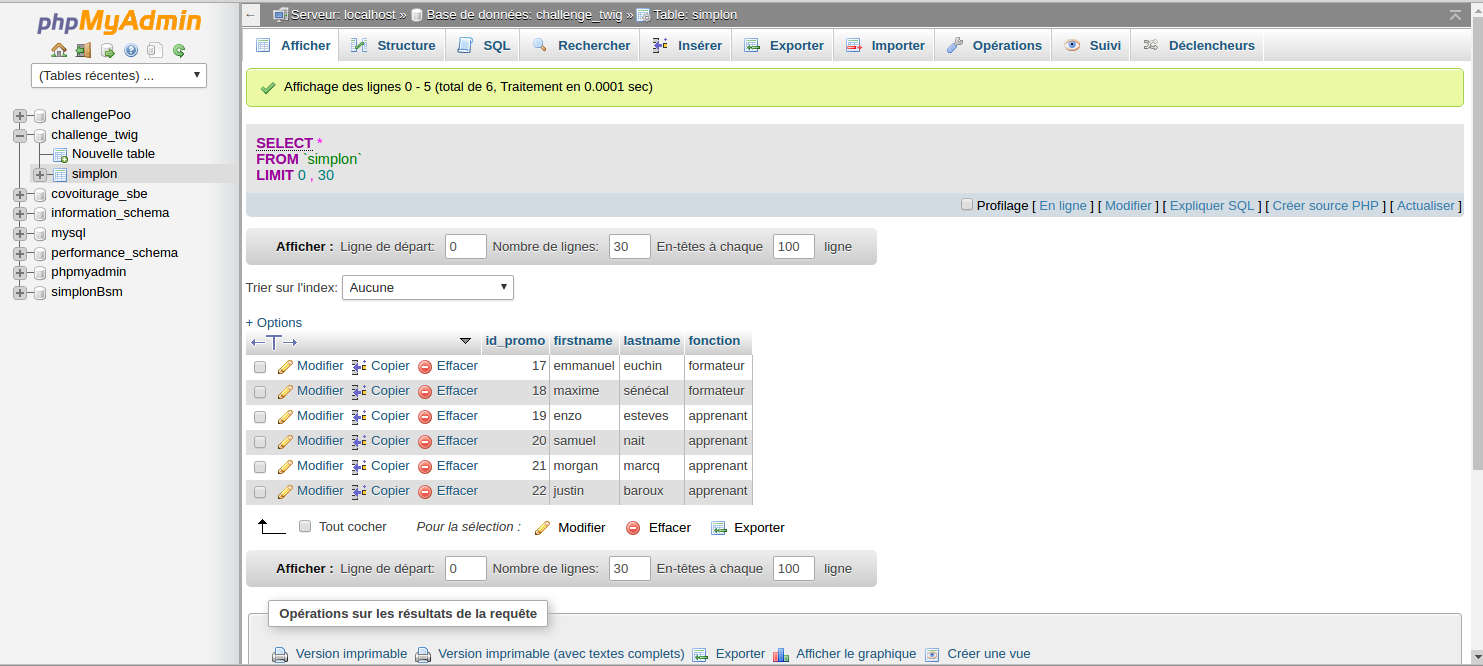 phpMyAdmin
(Tables récentes) ...
challengePoo
challenge_twig
Nouvelle table
simplon
covoiturage_sbe
information_schema
mysql
performance_schema
phpmyadmin
simplonBsm
Serveur: localhost » Base de données: challenge_twig » Table: simplon
Afficher Structure SQL Rechercher Insérer Exporter Importer Opérations Suivi Déclencheurs
Affichage des lignes 0 - 5 (total de 6, Traitement en 0.0001 sec)
SELECT *
FROM `simplon`
LIMIT 0 , 30
Profilage [ En ligne ] [ Modifier ] [ Expliquer SQL ] [ Créer source PHP ] [ Actualiser ]
Afficher : Ligne de départ: 0 Nombre de lignes: 30 En-têtes à chaque 100 ligne
Trier sur l'index: Aucune
+ Options
id_promo firstname lastname fonction
Modifier Copier Effacer 17 emmanuel euchin formateur
Modifier Copier Effacer 18 maxime sénécal formateur
Modifier Copier Effacer 19 enzo esteves apprenant
Modifier Copier Effacer 20 samuel nait apprenant
Modifier Copier Effacer 21 morgan marcq apprenant
Modifier Copier Effacer 22 justin baroux apprenant
Tout cocher Pour la sélection : Modifier Effacer Exporter
Afficher : Ligne de départ: 0 Nombre de lignes: 30 En-têtes à chaque 100 ligne
Opérations sur les résultats de la requête
Version imprimable Version imprimable (avec textes complets) Exporter Afficher le graphique Créer une vue